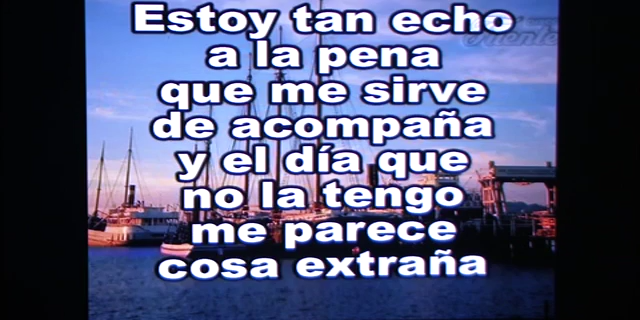 Estoy tan echo
a la pena
que me sirve
de acompaña
y el día que
no la tengo
me parece
cosa extraña